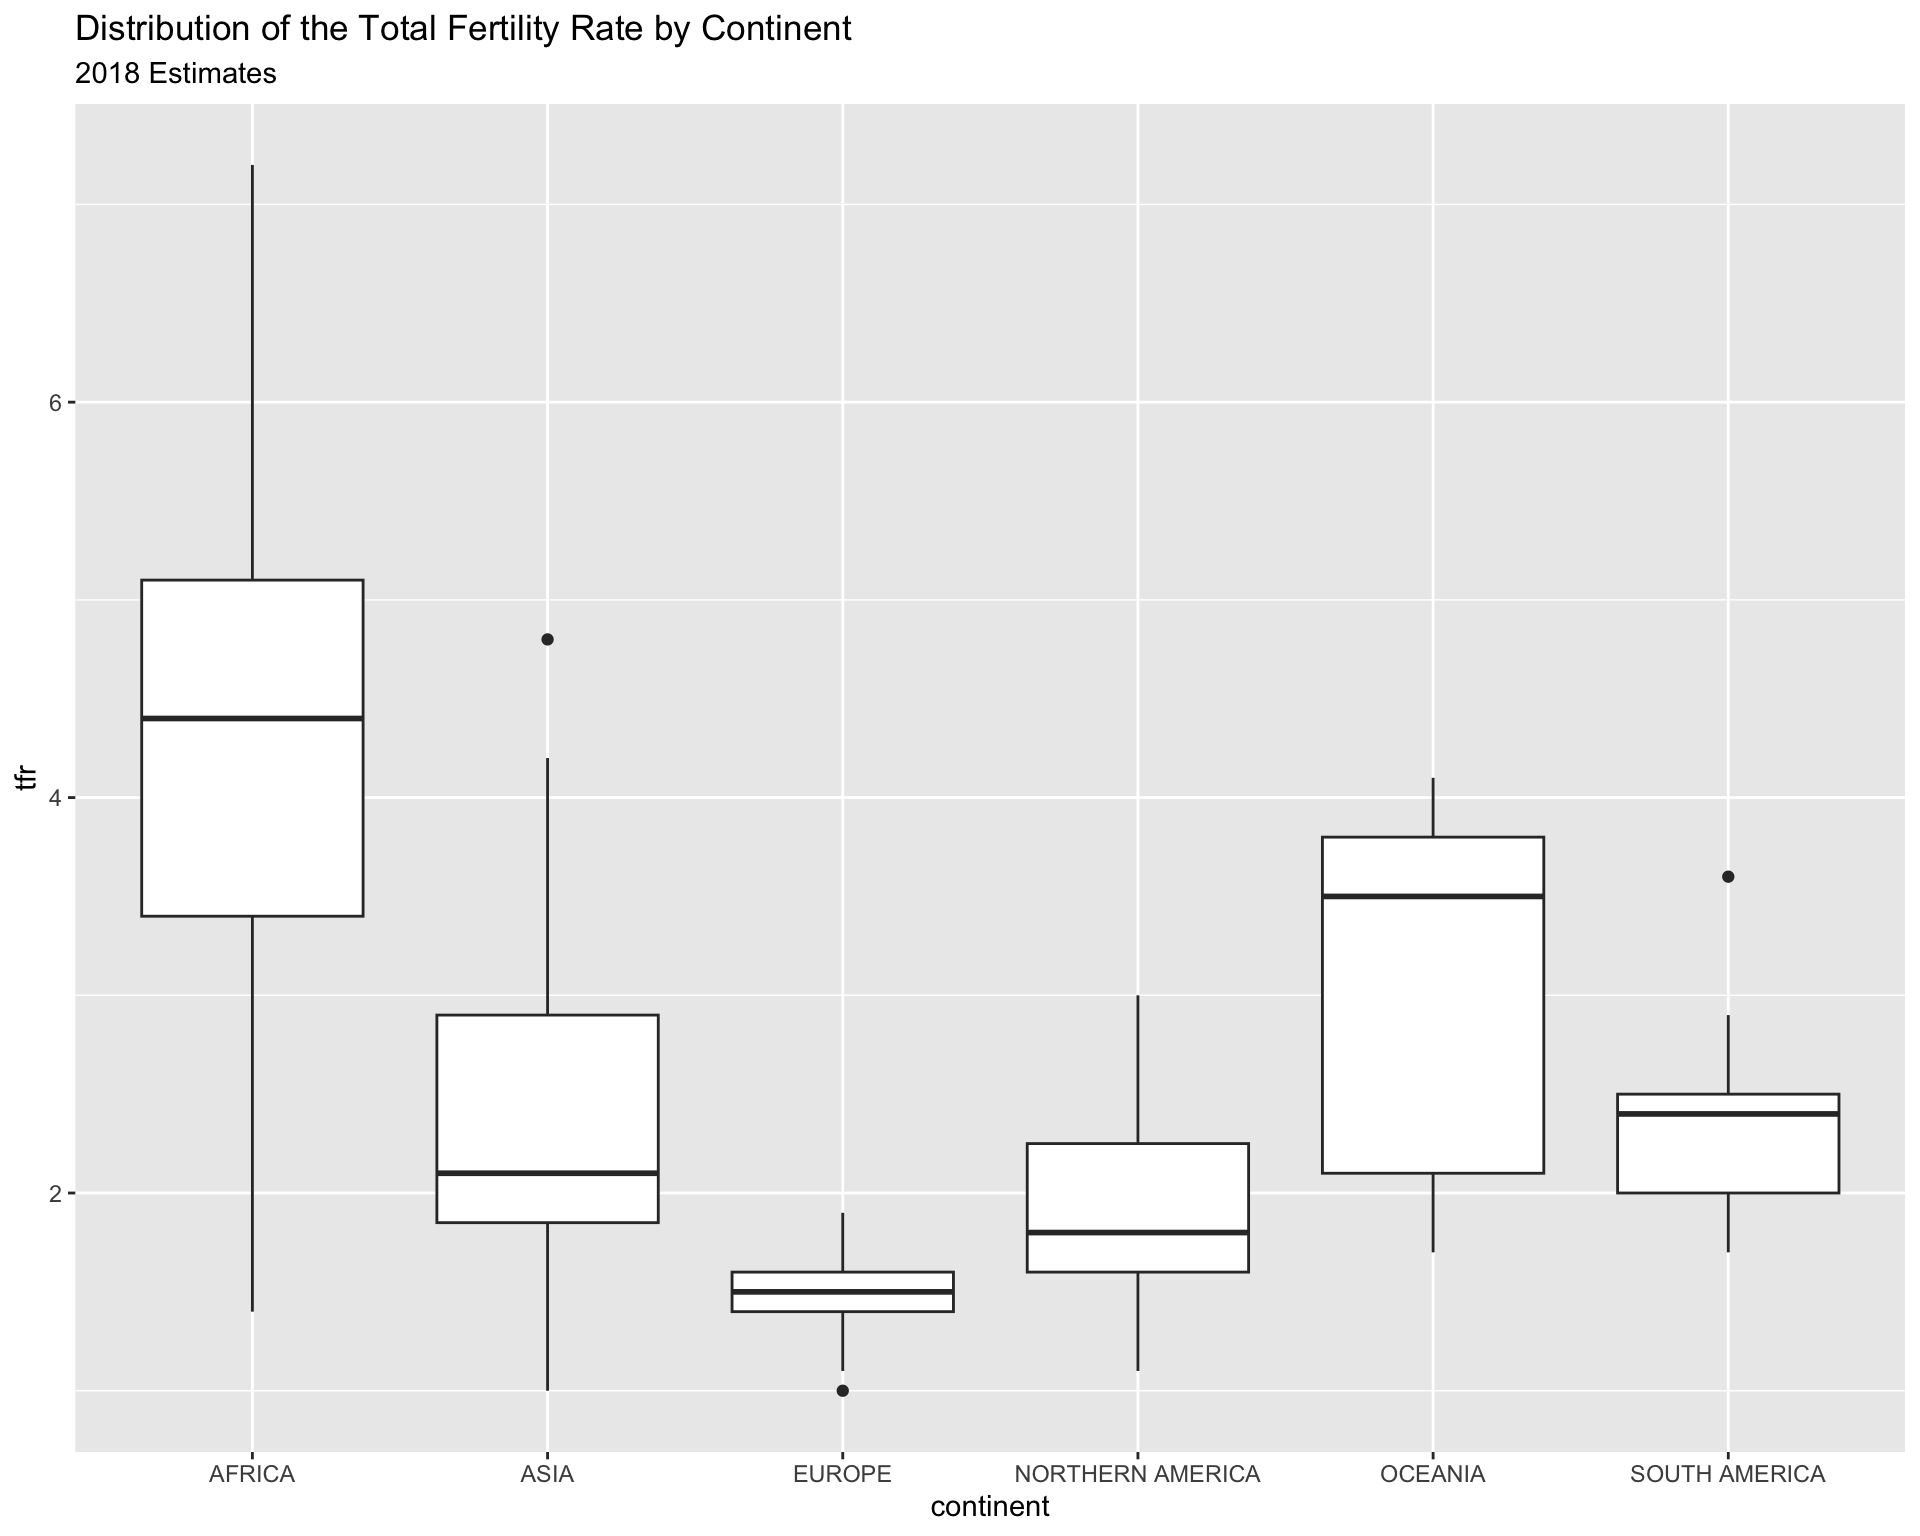 Distribution of the Total Fertility Rate by Continent
2018 Estimates
tfr
6
4
2
AFRICA
ASIA
EUROPE
NORTHERN AMERICA
OCEANIA
SOUTH AMERICA
continent